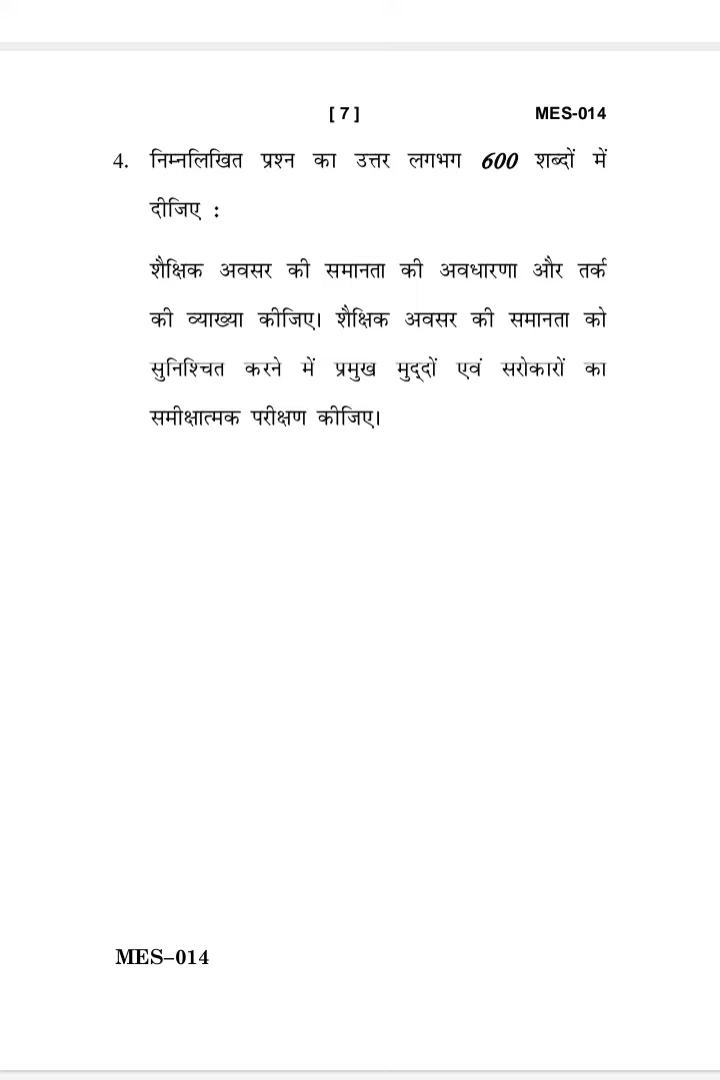 [ 7 ] MES-014
4. निम्नलिखित प्रश्न का उत्तर लगभग 600 शब्दों में
दीजिए :
शैक्षिक अवसर की समानता की अवधारणा और तर्क
की व्याख्या कीजिए। शैक्षिक अवसर की समानता को
सुनिश्चित करने में प्रमुख मुद्दों एवं सरोकारों का
समीक्षात्मक परीक्षण कीजिए।
MES–014